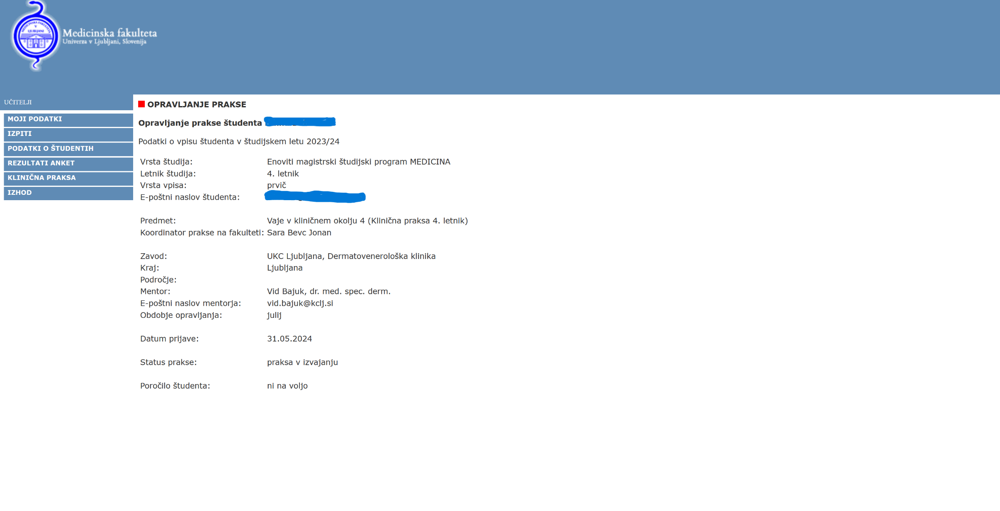 MEDICINSKA FAKULTETA
V
LJUBLJANI
Medicinska fakulteta
Univerza v Ljubljani, Slovenija
UČITELJI
MOJI PODATKI
IZPITI
PODATKI O ŠTUDENTIH
REZULTATI ANKET
KLINIČNA PRAKSA
IZHOD
OPRAVLJANJE PRAKSE
Opravljanje prakse študenta
Podatki o vpisu študenta v študijskem letu 2023/24
Vrsta študija: Enoviti magistrski študijski program MEDICINA
Letnik študija: 4. letnik
Vrsta vpisa: prvič
E-poštni naslov študenta:
Predmet: Vaje v kliničnem okolju 4 (Klinična praksa 4. letnik)
Koordinator prakse na fakulteti: Sara Bevc Jonan
Zavod: UKC Ljubljana, Dermatovenerološka klinika
Kraj: Ljubljana
Področje:
Mentor: Vid Bajuk, dr. med. spec. derm.
E-poštni naslov mentorja: vid.bajuk@kclj.si
Obdobje opravljanja: julij
Datum prijave: 31.05.2024
Status prakse: praksa v izvajanju
Poročilo študenta: ni na voljo